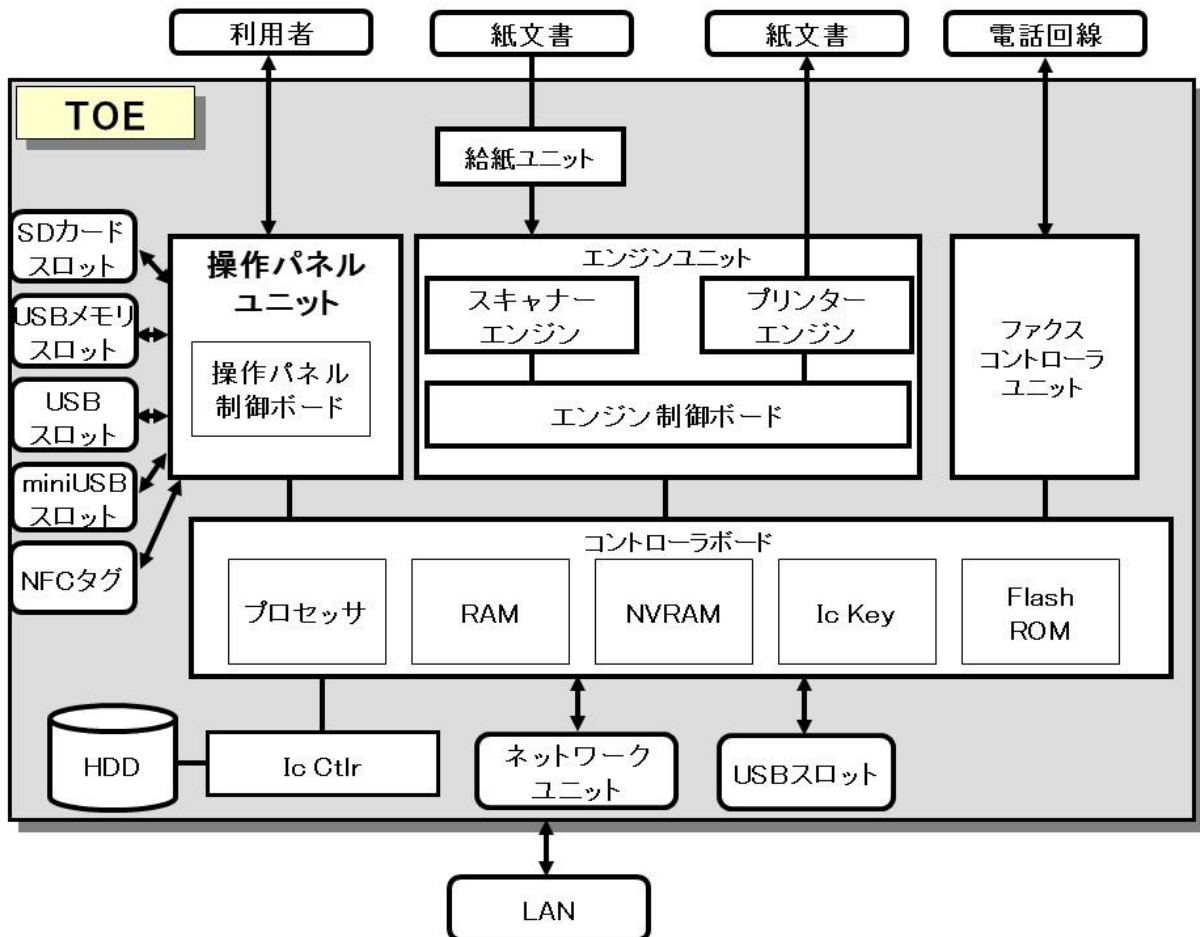 利用者
紙文書
紙文書
電話回線
TOE
給紙ユニット
SDカード
スロット
USBメモリ
スロット
USB
スロット
miniUSB
スロット
NFCタグ
操作パネル
ユニット
操作パネル
制御ボード
エンジンユニット
スキャナー
エンジン
プリンター
エンジン
エンジン制御ボード
ファクス
コントローラ
ユニット
コントローラボード
プロセッサ
RAM
NVRAM
Ic Key
Flash
ROM
HDD
Ic Ctlr
ネットワーク
ユニット
USBスロット
LAN